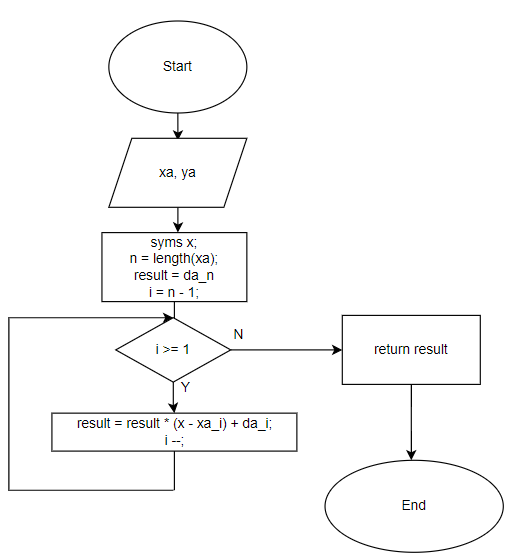 Start
xa, ya
syms x;
n = length(xa);
result = da_n
i = n - 1;
i >= 1
N
return result
Y
result = result * (x - xa_i) + da_i;
i --;
End